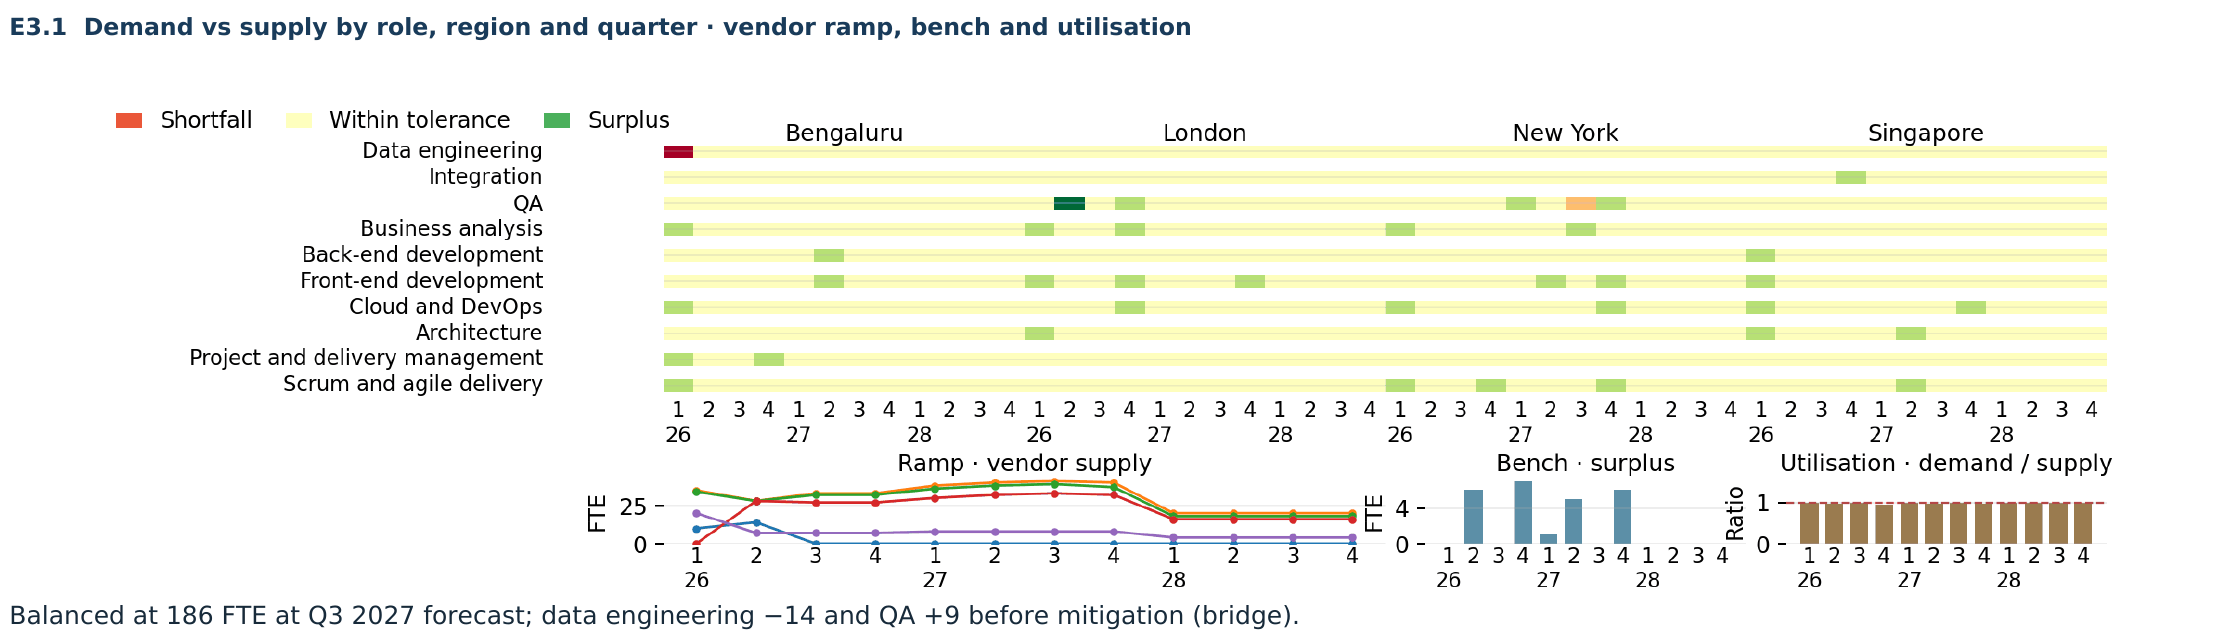 E3.1 Demand vs supply by role, region and quarter · vendor ramp, bench and utilisation
Shortfall Within tolerance Surplus
Bengaluru London New York Singapore
Data engineering
Integration
QA
Business analysis
Back-end development
Front-end development
Cloud and DevOps
Architecture
Project and delivery management
Scrum and agile delivery
1 2 3 4 1 2 3 4 1 2 3 4 1 2 3 4 1 2 3 4 1 2 3 4 1 2 3 4 1 2 3 4 1 2 3 4 1 2 3 4 1 2 3 4 1 2 3 4
26 27 28 26 27 28 26 27 28 26 27 28
Ramp · vendor supply
FTE
25
0
1 2 3 4 1 2 3 4 1 2 3 4
26 27 28
Bench · surplus
FTE
4
0
1 2 3 4 1 2 3 4 1 2 3 4
26 27 28
Utilisation · demand / supply
Ratio
1
0
1 2 3 4 1 2 3 4 1 2 3 4
26 27 28
Balanced at 186 FTE at Q3 2027 forecast; data engineering −14 and QA +9 before mitigation (bridge).